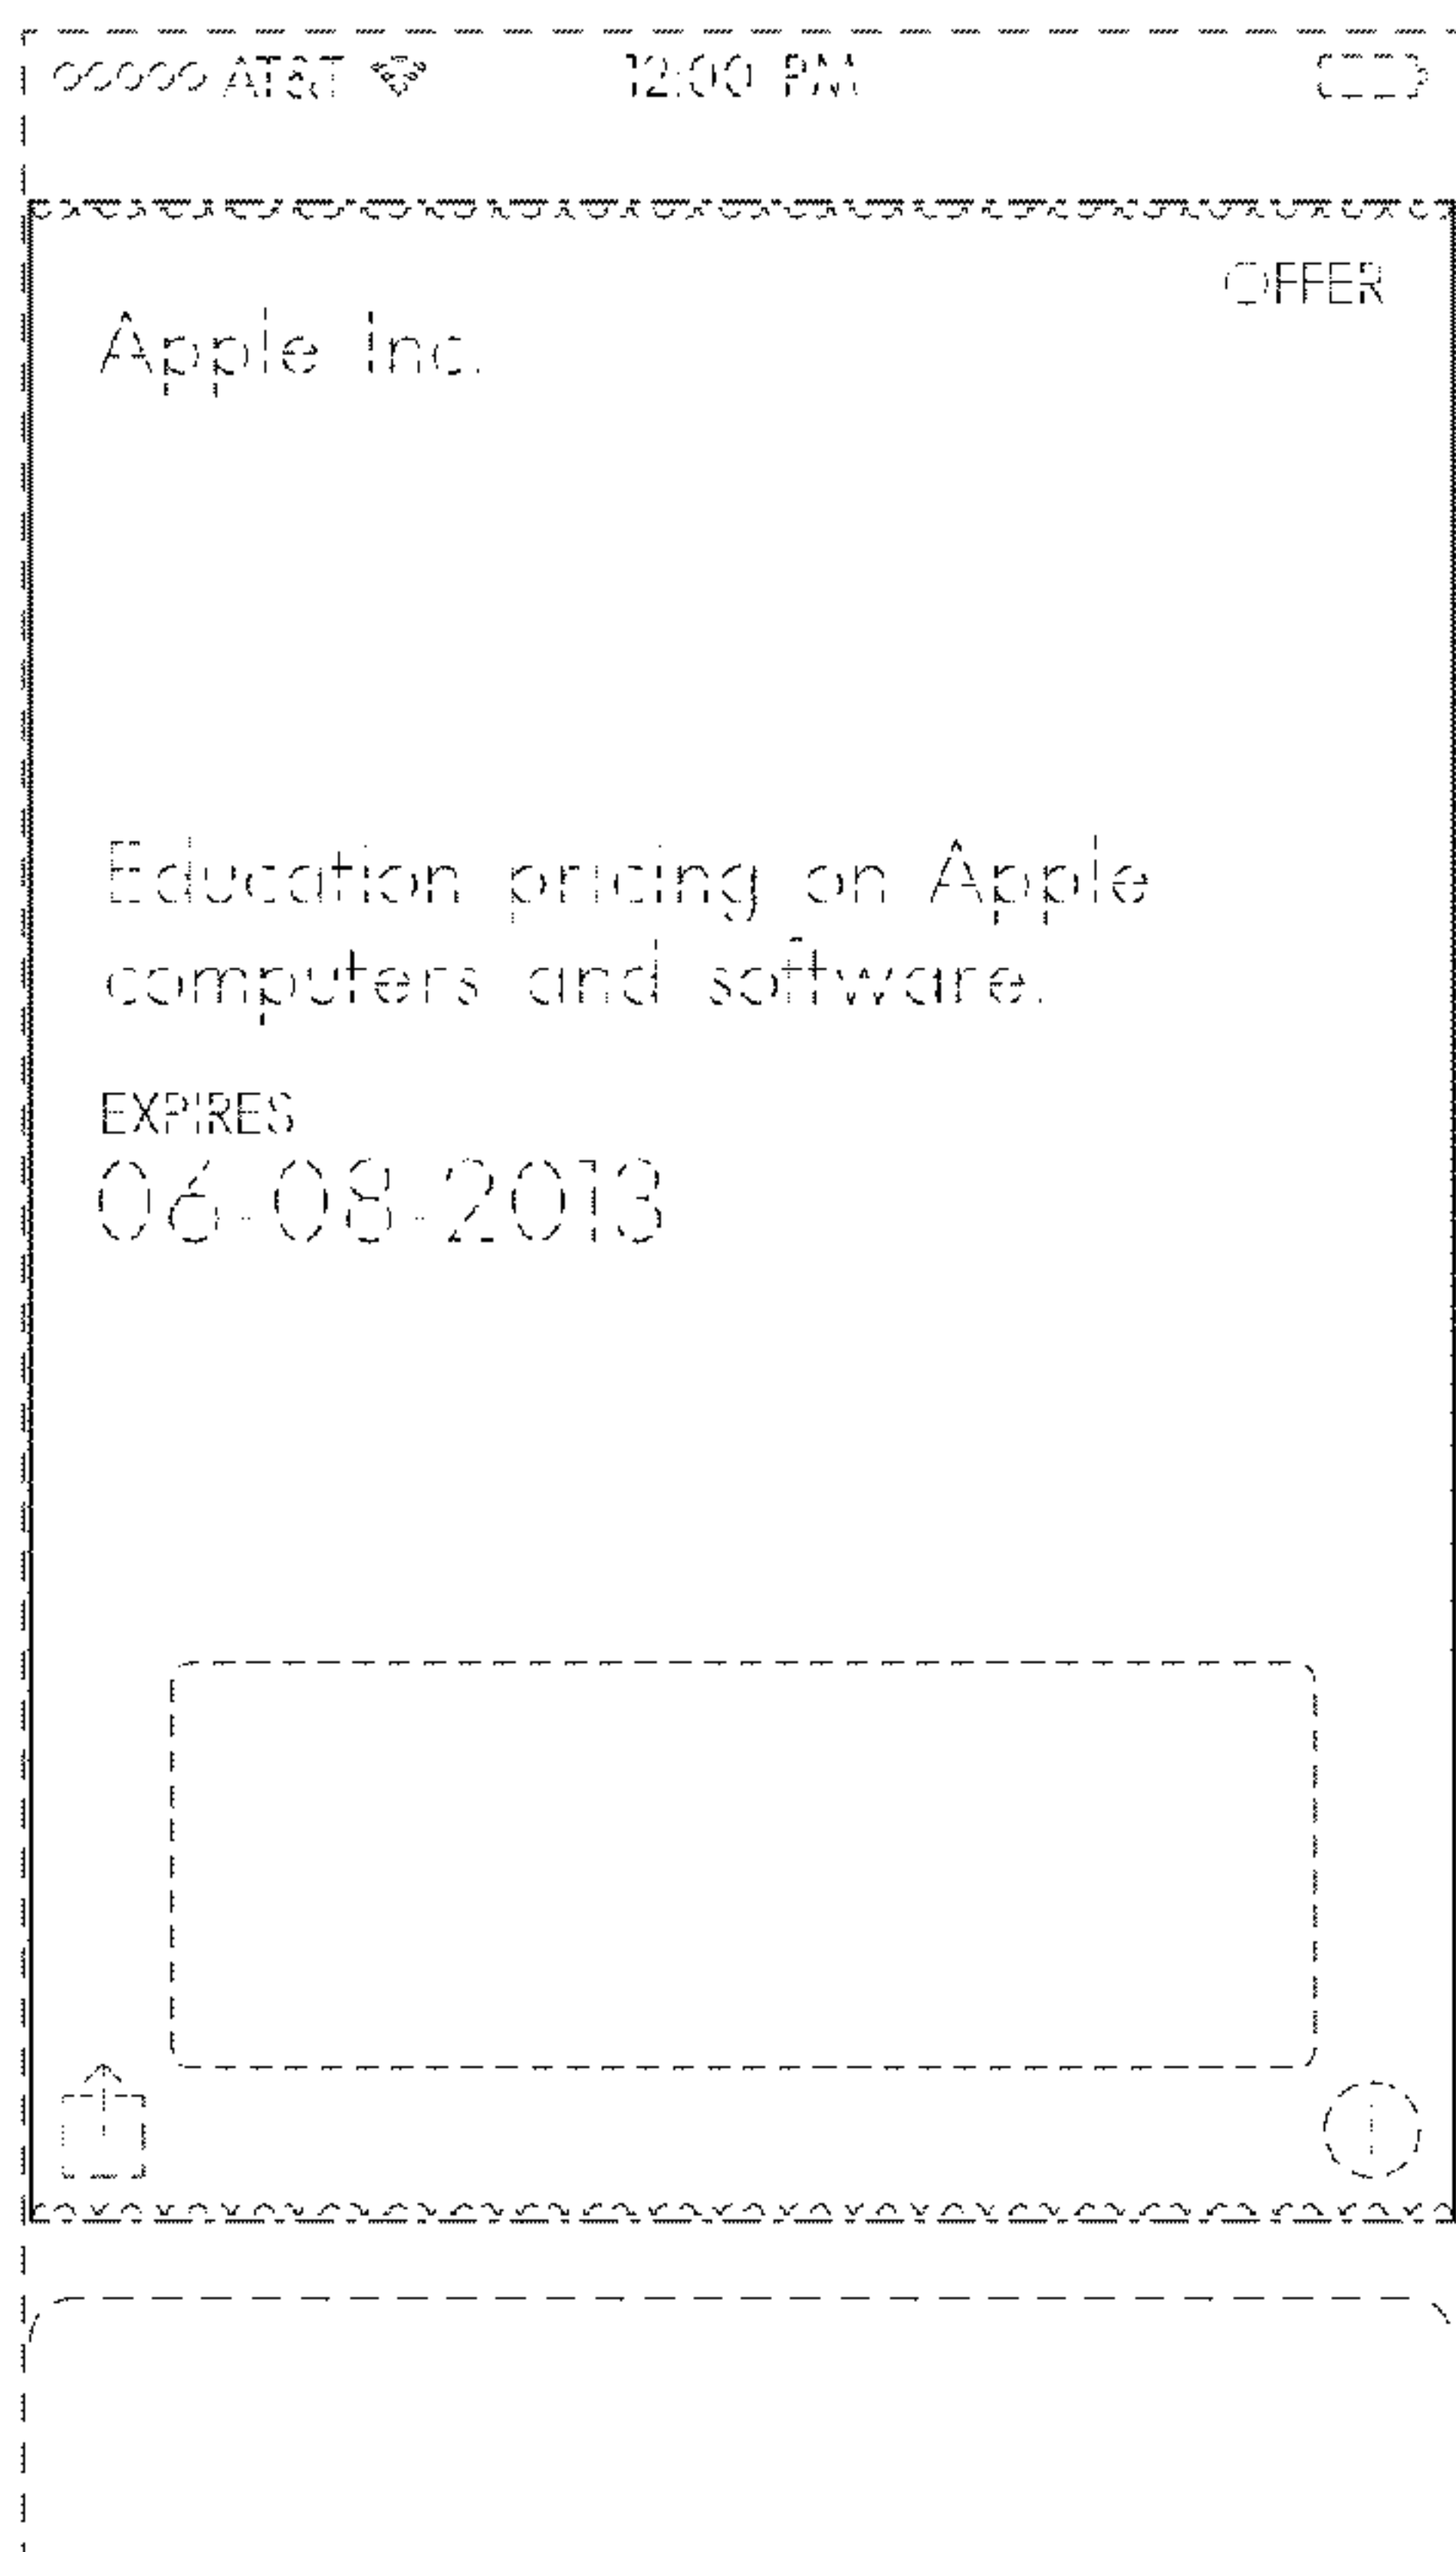 AT&T 12:00 PM
OFFER
Apple Inc.
Education pricing on Apple
computers and software.
EXPIRES
06-08-2013